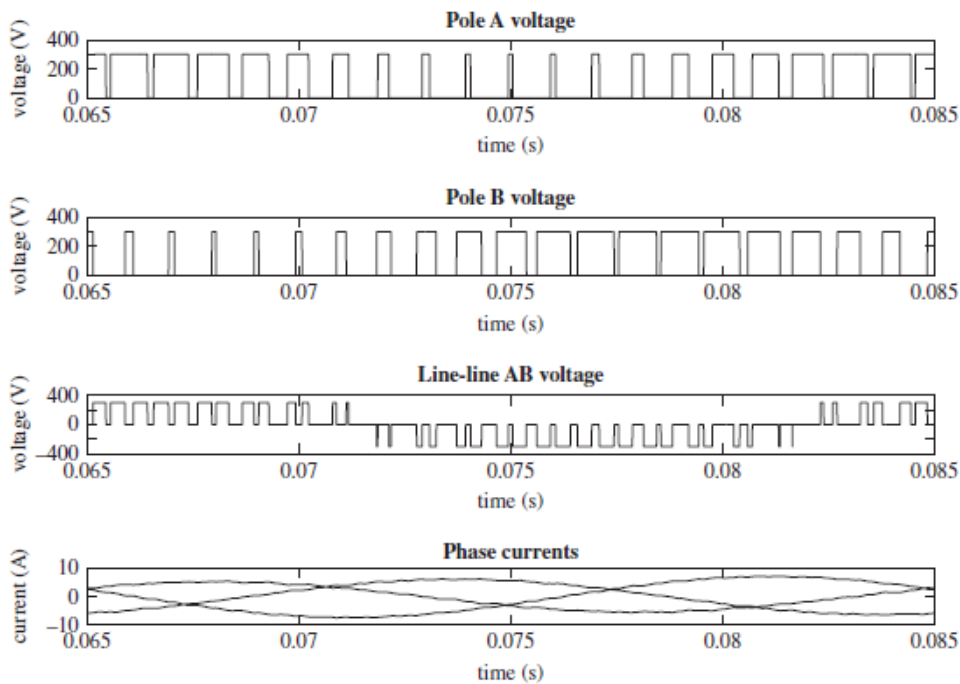 Pole A voltage
voltage (V)
400
200
0
0.065 0.07 0.075 0.08 0.085
time (s)
Pole B voltage
voltage (V)
400
200
0
0.065 0.07 0.075 0.08 0.085
time (s)
Line-line AB voltage
voltage (V)
400
0
−400
0.065 0.07 0.075 0.08 0.085
time (s)
Phase currents
current (A)
10
0
−10
0.065 0.07 0.075 0.08 0.085
time (s)